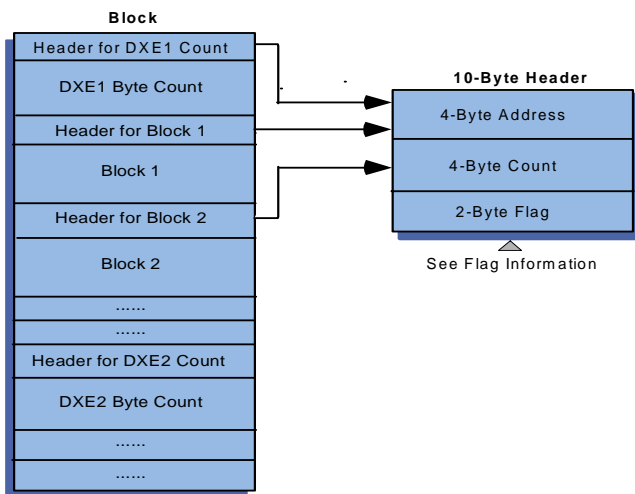 Block
Header for DXE1 Count
DXE1 Byte Count
Header for Block 1
Block 1
Header for Block 2
Block 2
......
......
Header for DXE2 Count
DXE2 Byte Count
......
......
10-Byte Header
4-Byte Address
4-Byte Count
2-Byte Flag
See Flag Information